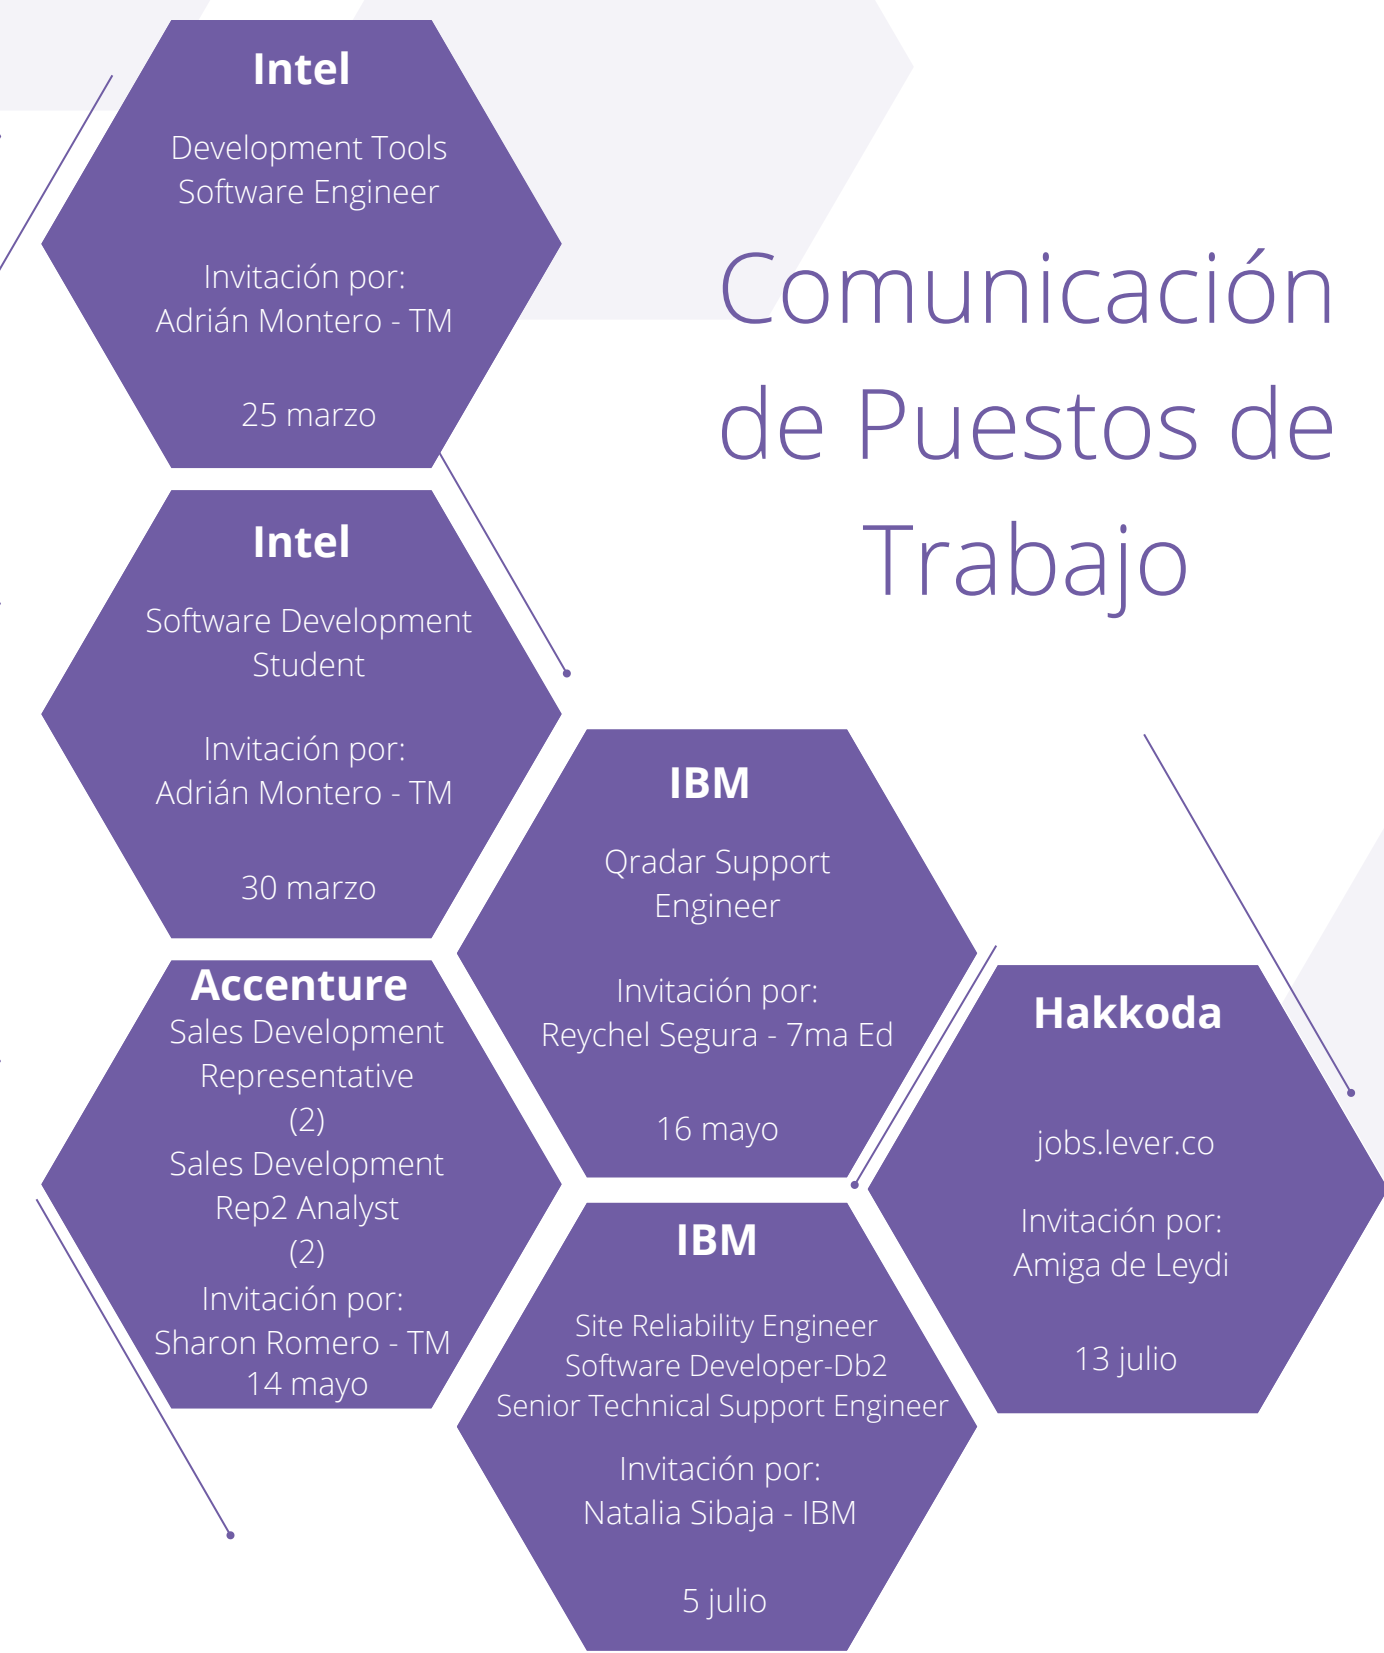 Comunicación
de Puestos de
Trabajo
Intel
Development Tools
Software Engineer
Invitación por:
Adrián Montero - TM
25 marzo
Intel
Software Development
Student
Invitación por:
Adrián Montero - TM
30 marzo
Accenture
Sales Development
Representative
(2)
Sales Development
Rep2 Analyst
(2)
Invitación por:
Sharon Romero - TM
14 mayo
IBM
Qradar Support
Engineer
Invitación por:
Reychel Segura - 7ma Ed
16 mayo
IBM
Site Reliability Engineer
Software Developer-Db2
Senior Technical Support Engineer
Invitación por:
Natalia Sibaja - IBM
5 julio
Hakkoda
jobs.lever.co
Invitación por:
Amiga de Leydi
13 julio